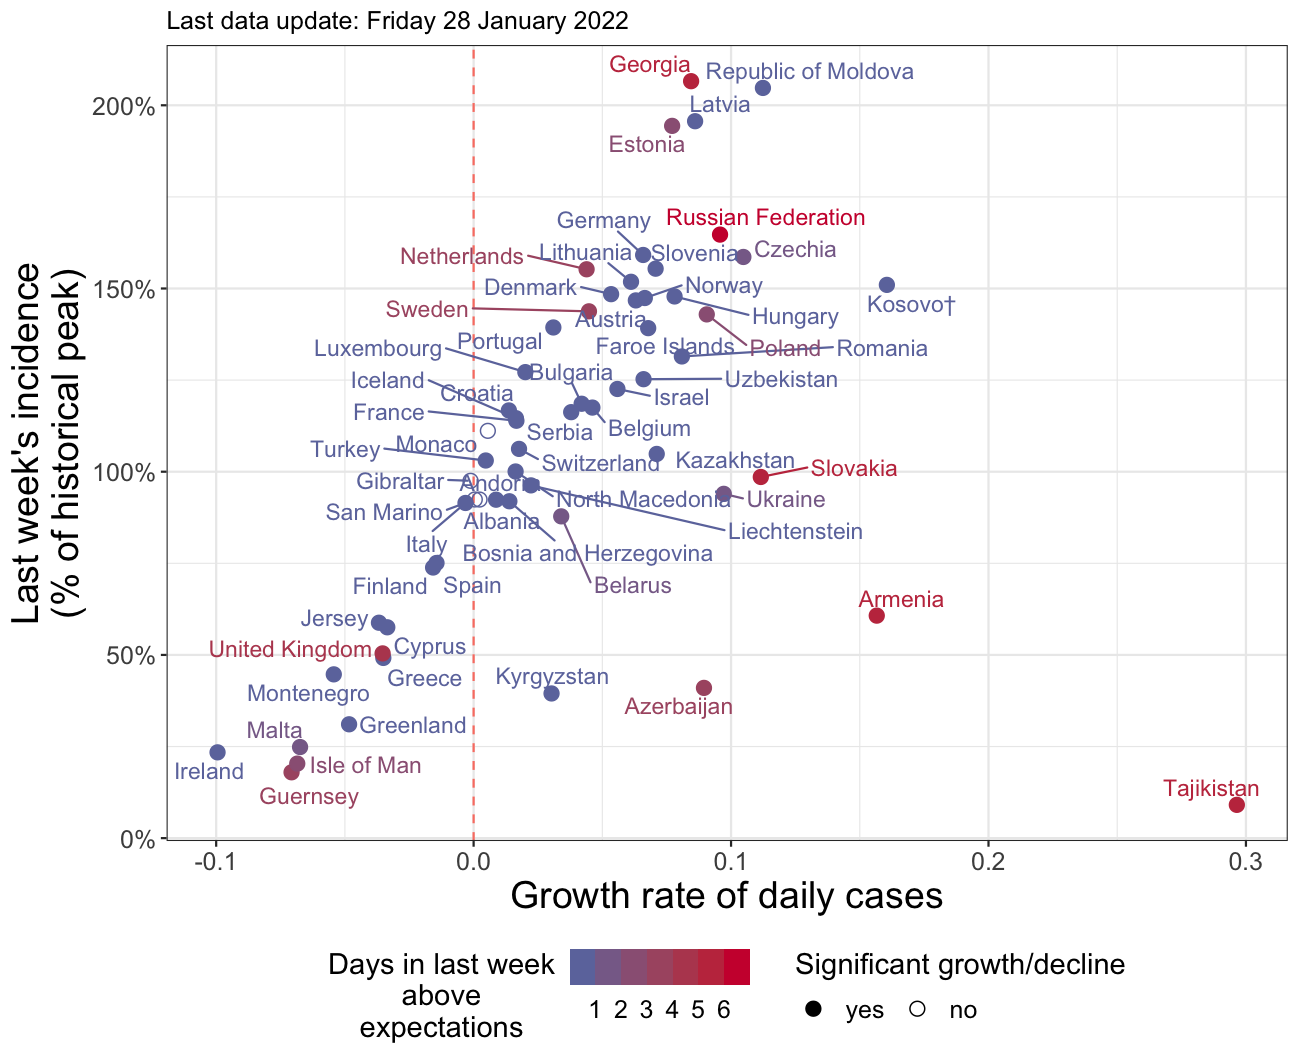 Last data update: Friday 28 January 2022
Last week's incidence
(% of historical peak)
200%
150%
100%
50%
0%
Georgia
Republic of Moldova
Latvia
Estonia
Germany
Russian Federation
Netherlands
Lithuania
Slovenia
Czechia
Denmark
Norway
Kosovo†
Sweden
Austria
Hungary
Portugal
Faroe Islands
Poland
Romania
Luxembourg
Iceland
Bulgaria
Uzbekistan
Croatia
Israel
France
Serbia
Belgium
Turkey
Monaco
Switzerland
Kazakhstan
Slovakia
Gibraltar
Andorra
North Macedonia
Ukraine
San Marino
Albania
Liechtenstein
Italy
Bosnia and Herzegovina
Finland
Spain
Belarus
Armenia
Jersey
United Kingdom
Cyprus
Greece
Kyrgyzstan
Montenegro
Azerbaijan
Greenland
Malta
Ireland
Isle of Man
Guernsey
Tajikistan
-0.1
0.0
0.1
0.2
0.3
Growth rate of daily cases
Days in last week
above
expectations
1 2 3 4 5 6
Significant growth/decline
yes
no